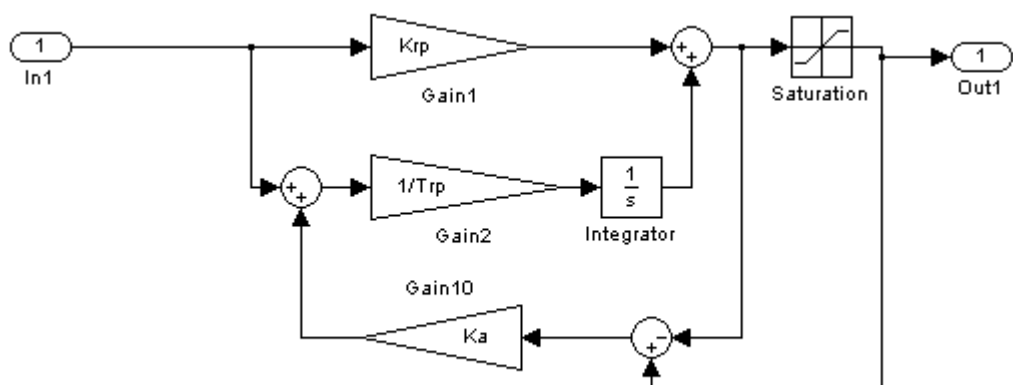 1
In1
Krp
Gain1
+
+
Saturation
1
Out1
+
+
1/Trp
Gain2
1
s
Integrator
Gain10
Ka
+
−